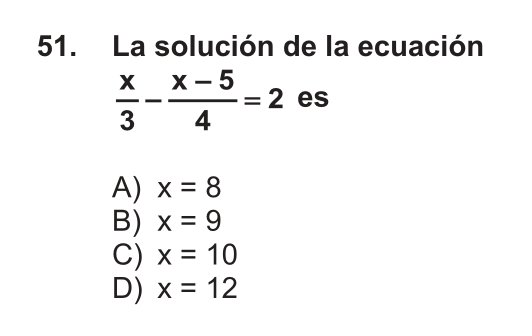 51. La solución de la ecuación
x/3 – (x – 5)/4 = 2 es
A) x = 8
B) x = 9
C) x = 10
D) x = 12